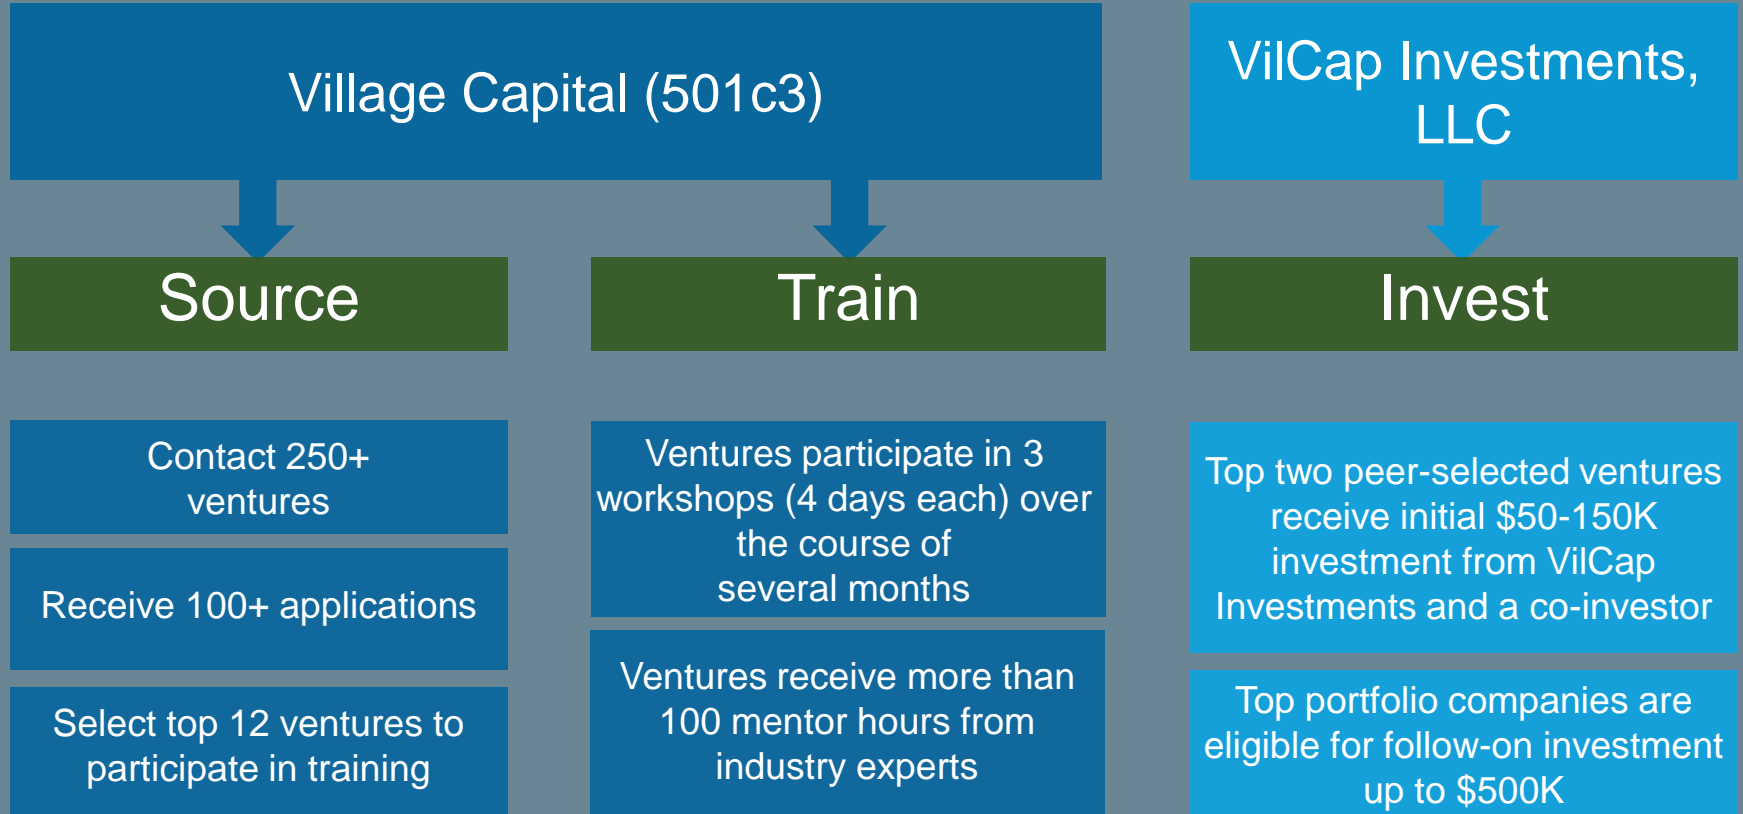 Village Capital (501c3)
VilCap Investments,
LLC
Source
Train
Invest
Contact 250+
ventures
Receive 100+ applications
Select top 12 ventures to
participate in training
Ventures participate in 3
workshops (4 days each) over
the course of
several months
Ventures receive more than
100 mentor hours from
industry experts
Top two peer-selected ventures
receive initial $50-150K
investment from VilCap
Investments and a co-investor
Top portfolio companies are
eligible for follow-on investment
up to $500K